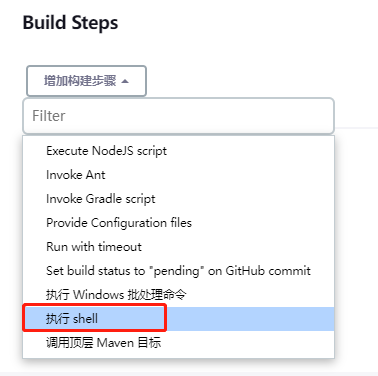 Build Steps
增加构建步骤
Filter
Execute NodeJS script
Invoke Ant
Invoke Gradle script
Provide Configuration files
Run with timeout
Set build status to "pending" on GitHub commit
执行 Windows 批处理命令
执行 shell
调用顶层 Maven 目标